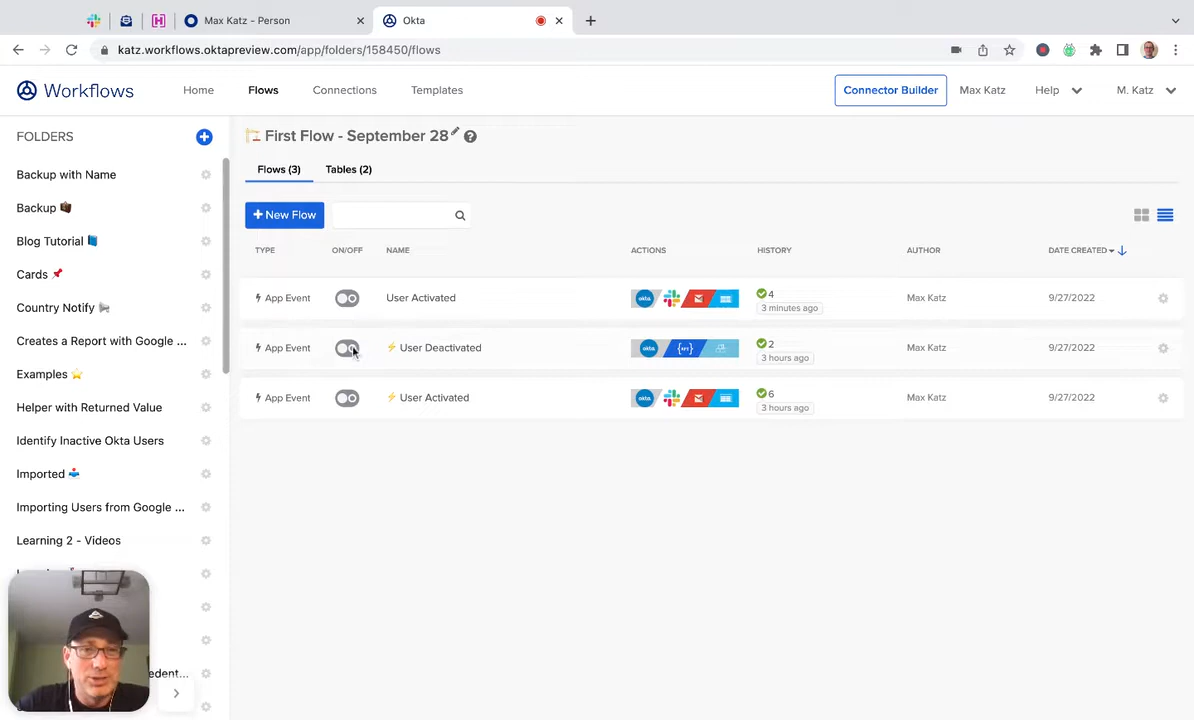 Max Katz - Person
Okta
katz.workflows.oktapreview.com/app/folders/158450/flows
Workflows
Home
Flows
Connections
Templates
Connector Builder
Max Katz
Help
M. Katz
FOLDERS
Backup with Name
Backup
Blog Tutorial
Cards
Country Notify
Creates a Report with Google ...
Examples
Helper with Returned Value
Identify Inactive Okta Users
Imported
Importing Users from Google ...
Learning 2 - Videos
edent...
First Flow - September 28
Flows (3)
Tables (2)
+ New Flow
TYPE ON/OFF NAME ACTIONS HISTORY AUTHOR DATE CREATED
App Event User Activated okta 4 Max Katz 9/27/2022
3 minutes ago
App Event User Deactivated okta {API} 2 Max Katz 9/27/2022
3 hours ago
App Event User Activated okta 6 Max Katz 9/27/2022
3 hours ago